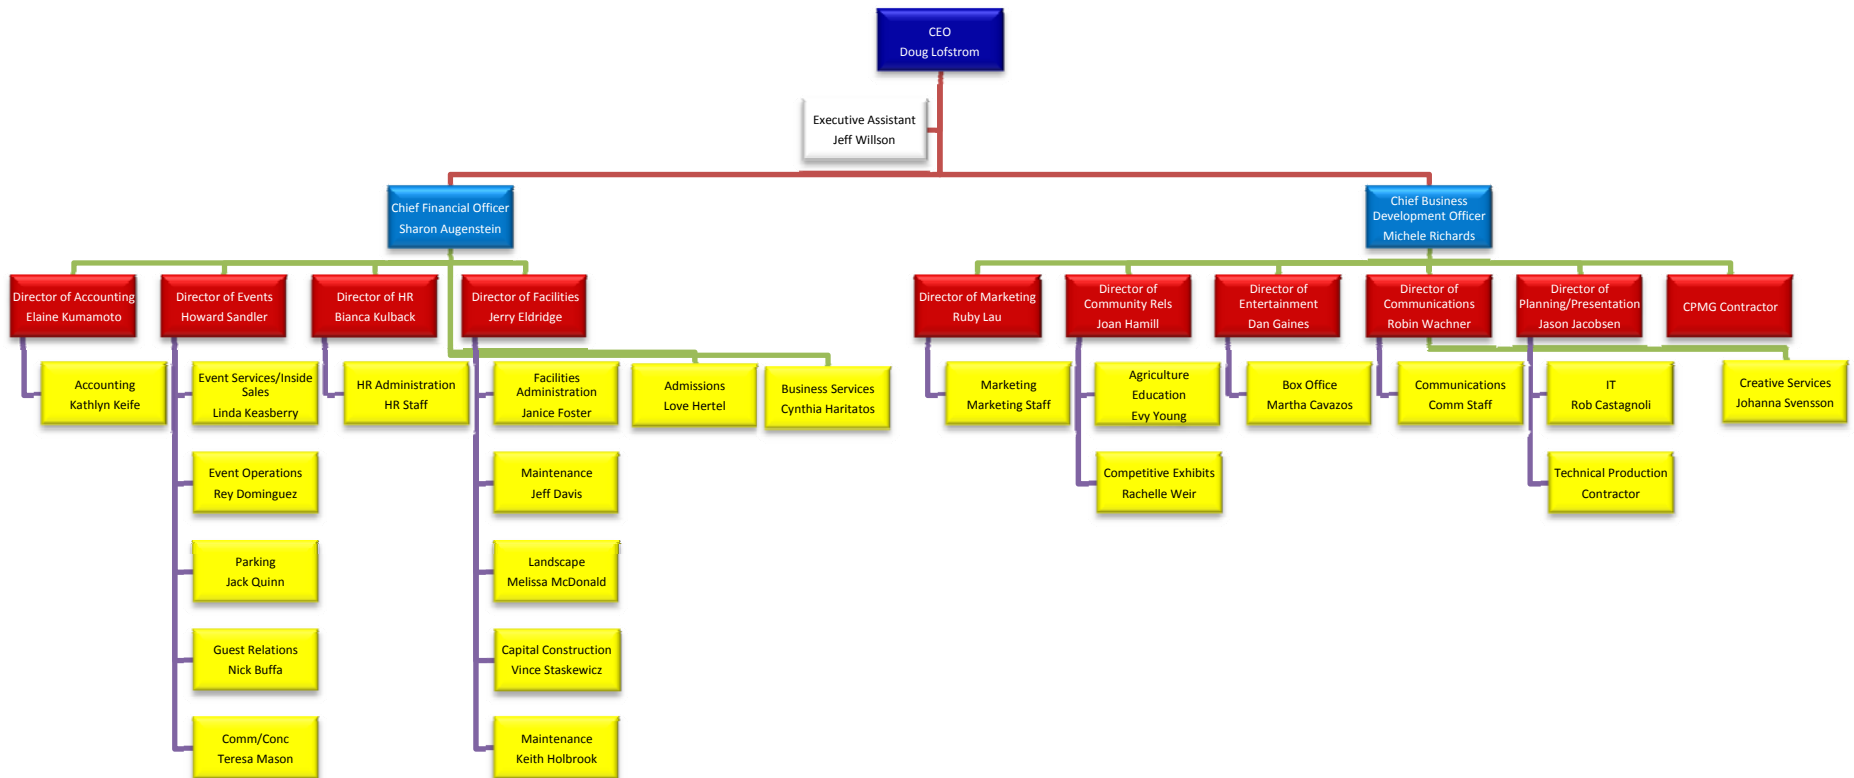 CEO
Doug Lofstrom
Executive Assistant
Jeff Willson
Chief Financial Officer
Sharon Augenstein
Chief Business
Development Officer
Michele Richards
Director of Accounting
Elaine Kumamoto
Director of Events
Howard Sandler
Director of HR
Bianca Kulback
Director of Facilities
Jerry Eldridge
Director of Marketing
Ruby Lau
Director of
Community Rels
Joan Hamill
Director of
Entertainment
Dan Gaines
Director of
Communications
Robin Wachner
Director of
Planning/Presentation
Jason Jacobsen
CPMG Contractor
Accounting
Kathlyn Keife
Event Services/Inside
Sales
Linda Keasberry
HR Administration
HR Staff
Facilities
Administration
Janice Foster
Admissions
Love Hertel
Business Services
Cynthia Haritatos
Marketing
Marketing Staff
Agriculture
Education
Evy Young
Box Office
Martha Cavazos
Communications
Comm Staff
IT
Rob Castagnoli
Creative Services
Johanna Svensson
Event Operations
Rey Dominguez
Maintenance
Jeff Davis
Competitive Exhibits
Rachelle Weir
Technical Production
Contractor
Parking
Jack Quinn
Landscape
Melissa McDonald
Guest Relations
Nick Buffa
Capital Construction
Vince Staskewicz
Comm/Conc
Teresa Mason
Maintenance
Keith Holbrook